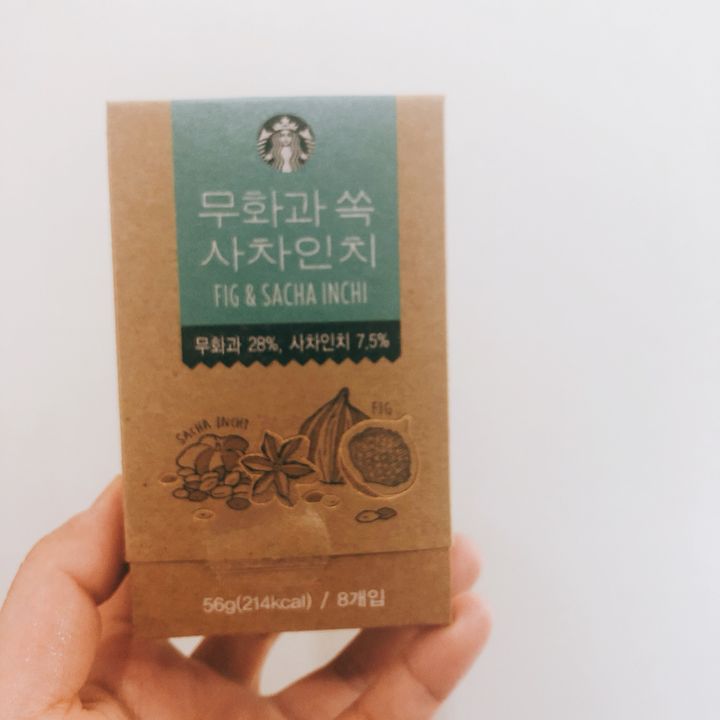 무화과 쏙
사차인치
FIG & SACHA INCHI
무화과 28%, 사차인치 7.5%
SACHA INCHI
FIG
56g(214kcal) / 8개입